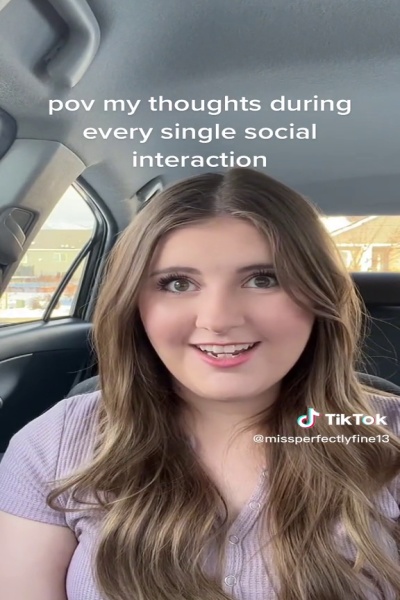 pov my thoughts during
every single social
interaction
TikTok
@missperfectlyfine13